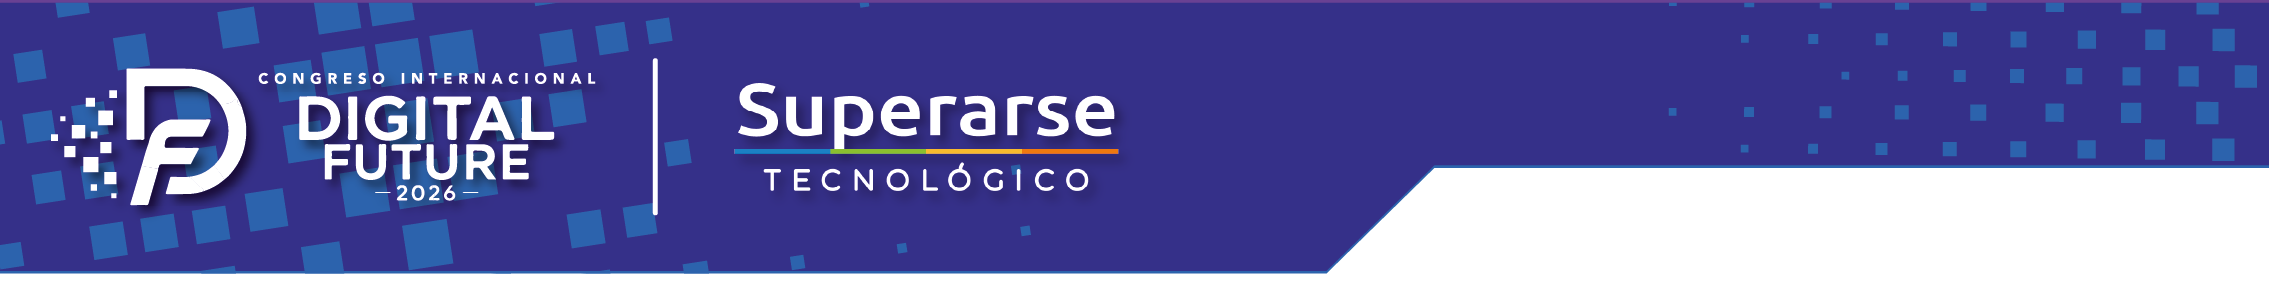 CONGRESO INTERNACIONAL
DIGITAL
FUTURE
2026
Superarse
TECNOLÓGICO